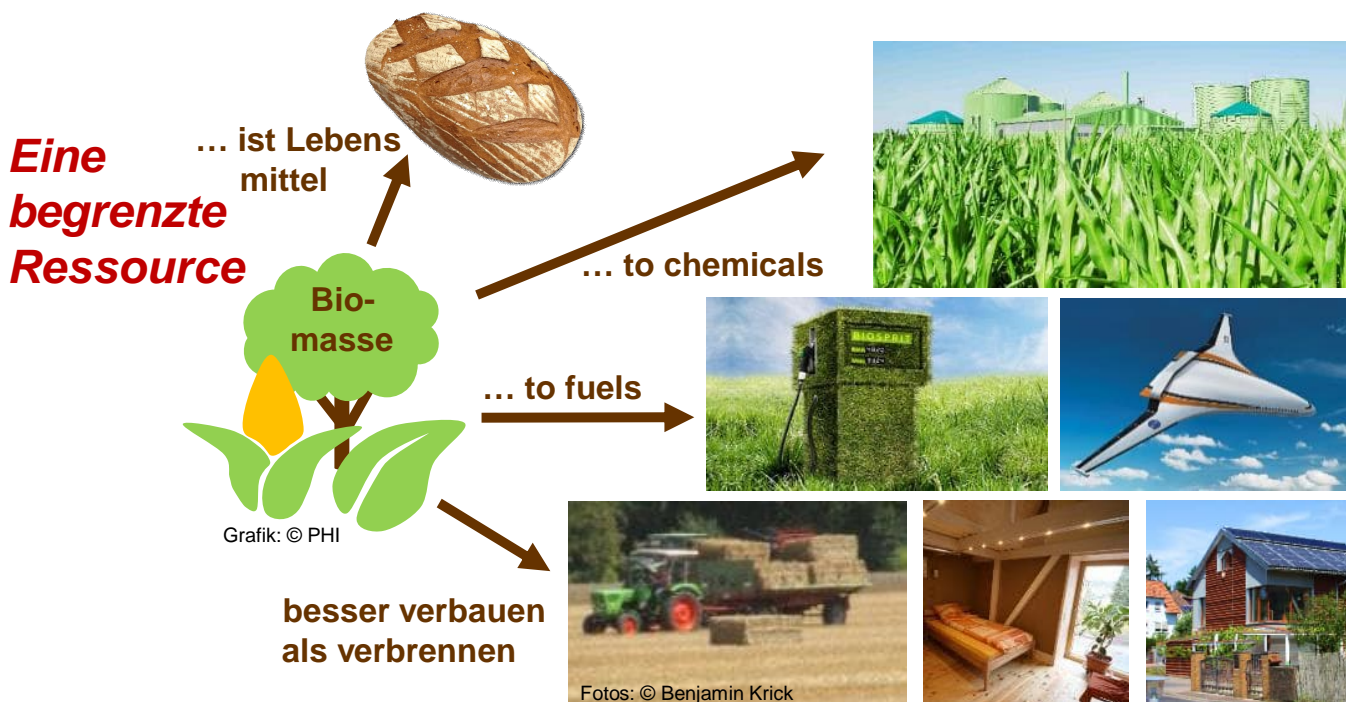 Eine
begrenzte
Ressource
… ist Lebens
mittel
Bio-
masse
… to chemicals
… to fuels
BIOSPRIT
Grafik: © PHI
besser verbauen
als verbrennen
Fotos: © Benjamin Krick